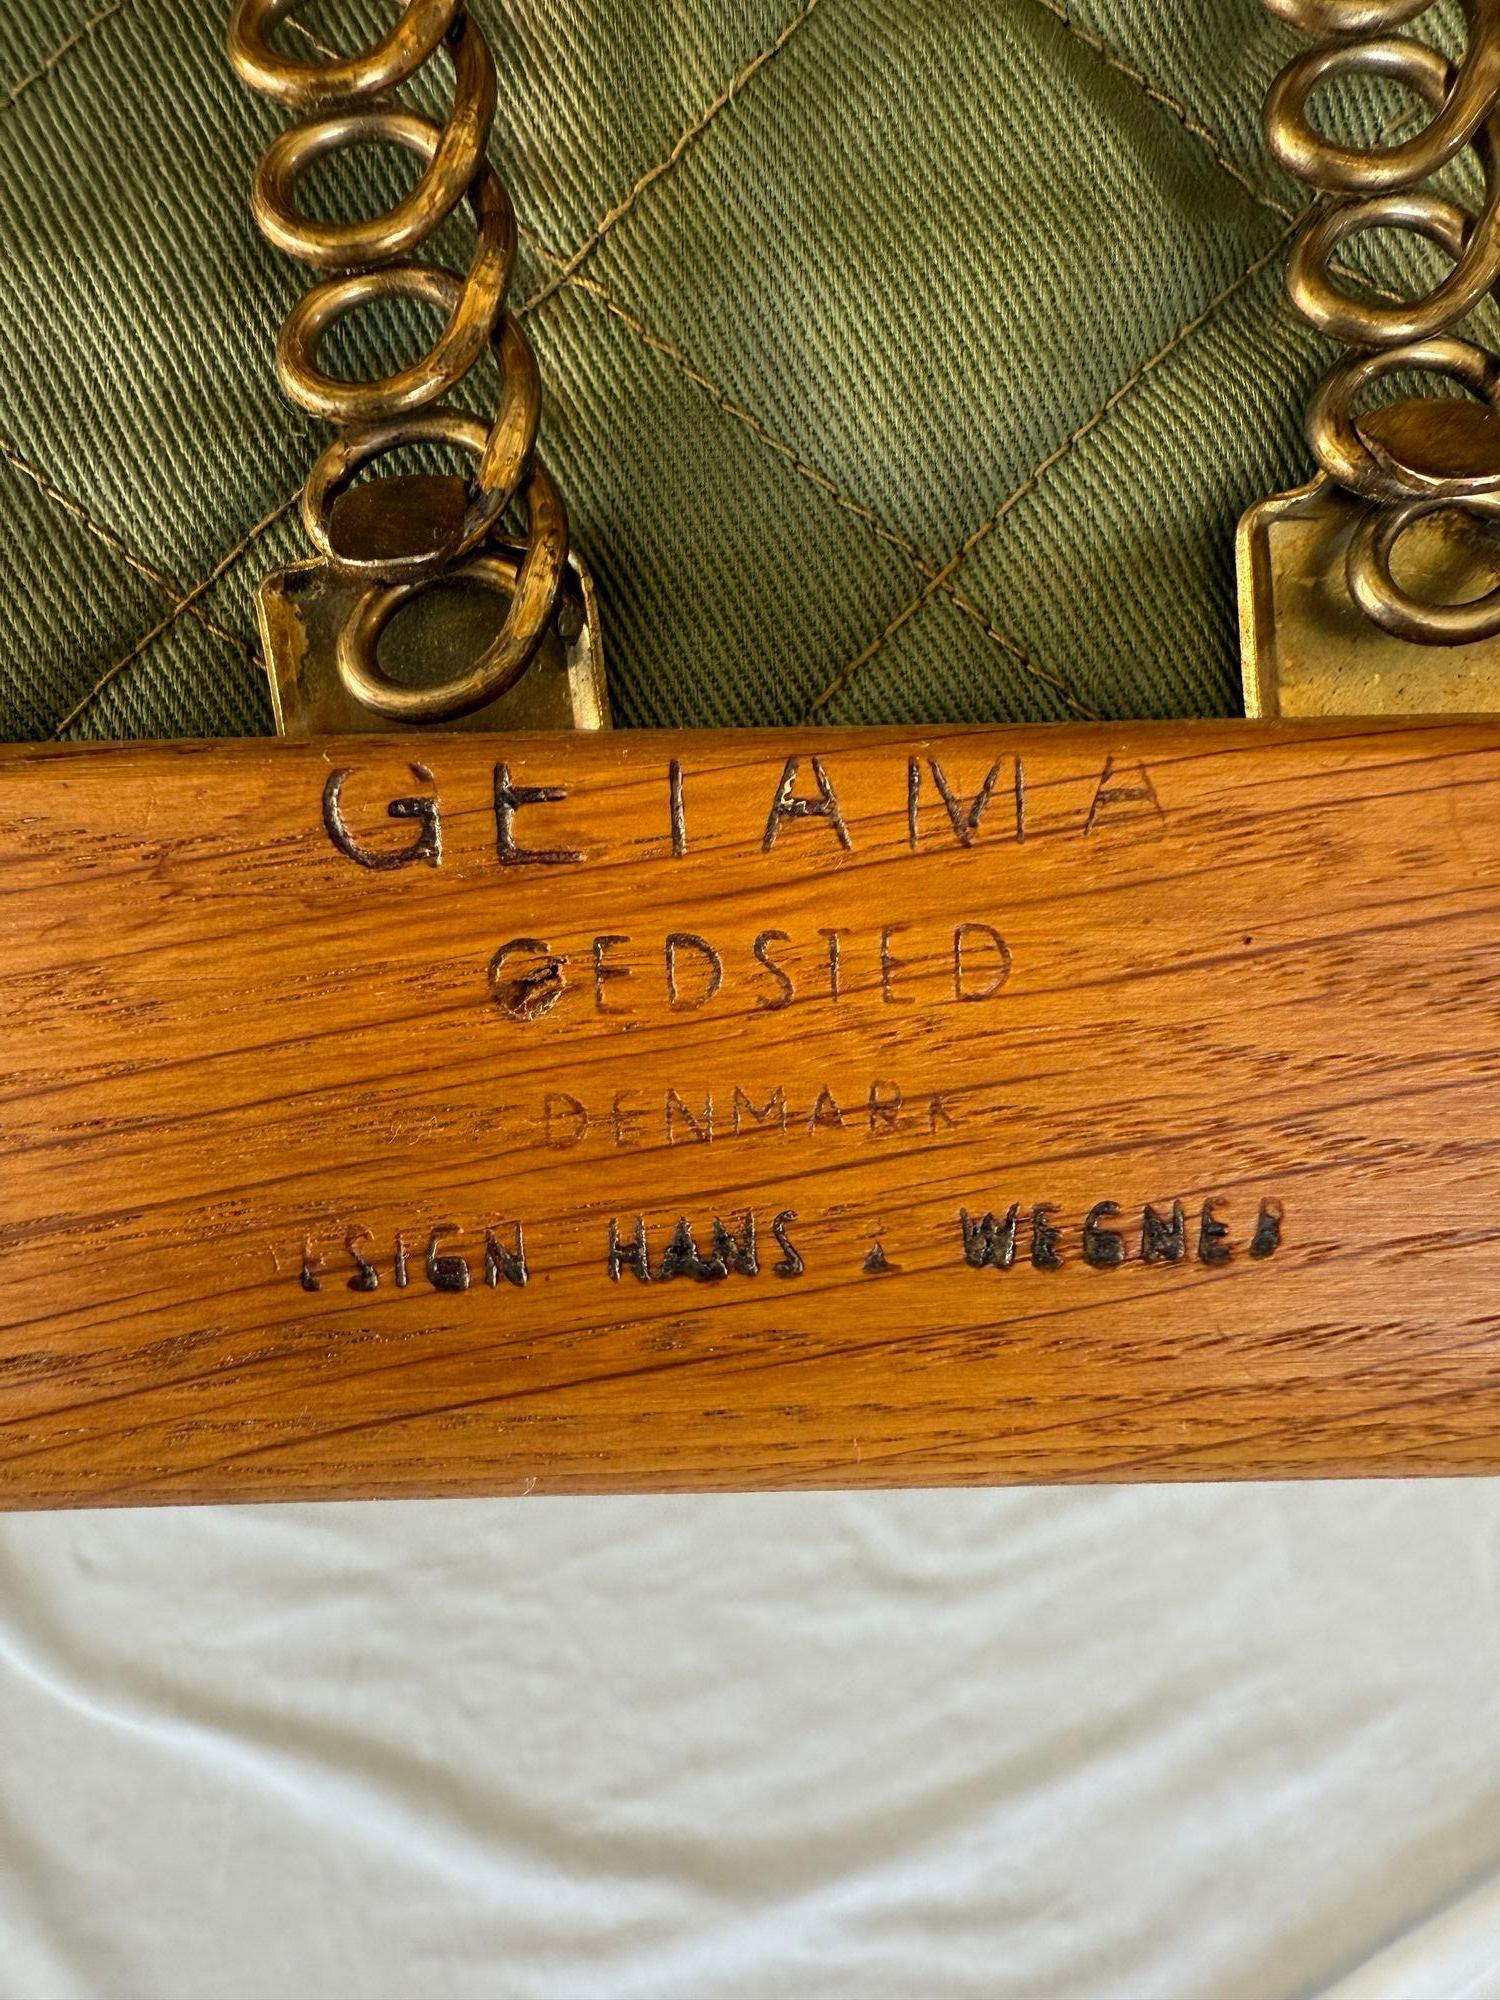 GETAMA
GEDSTED
DENMARK
ESIGN HANS J. WEGNER